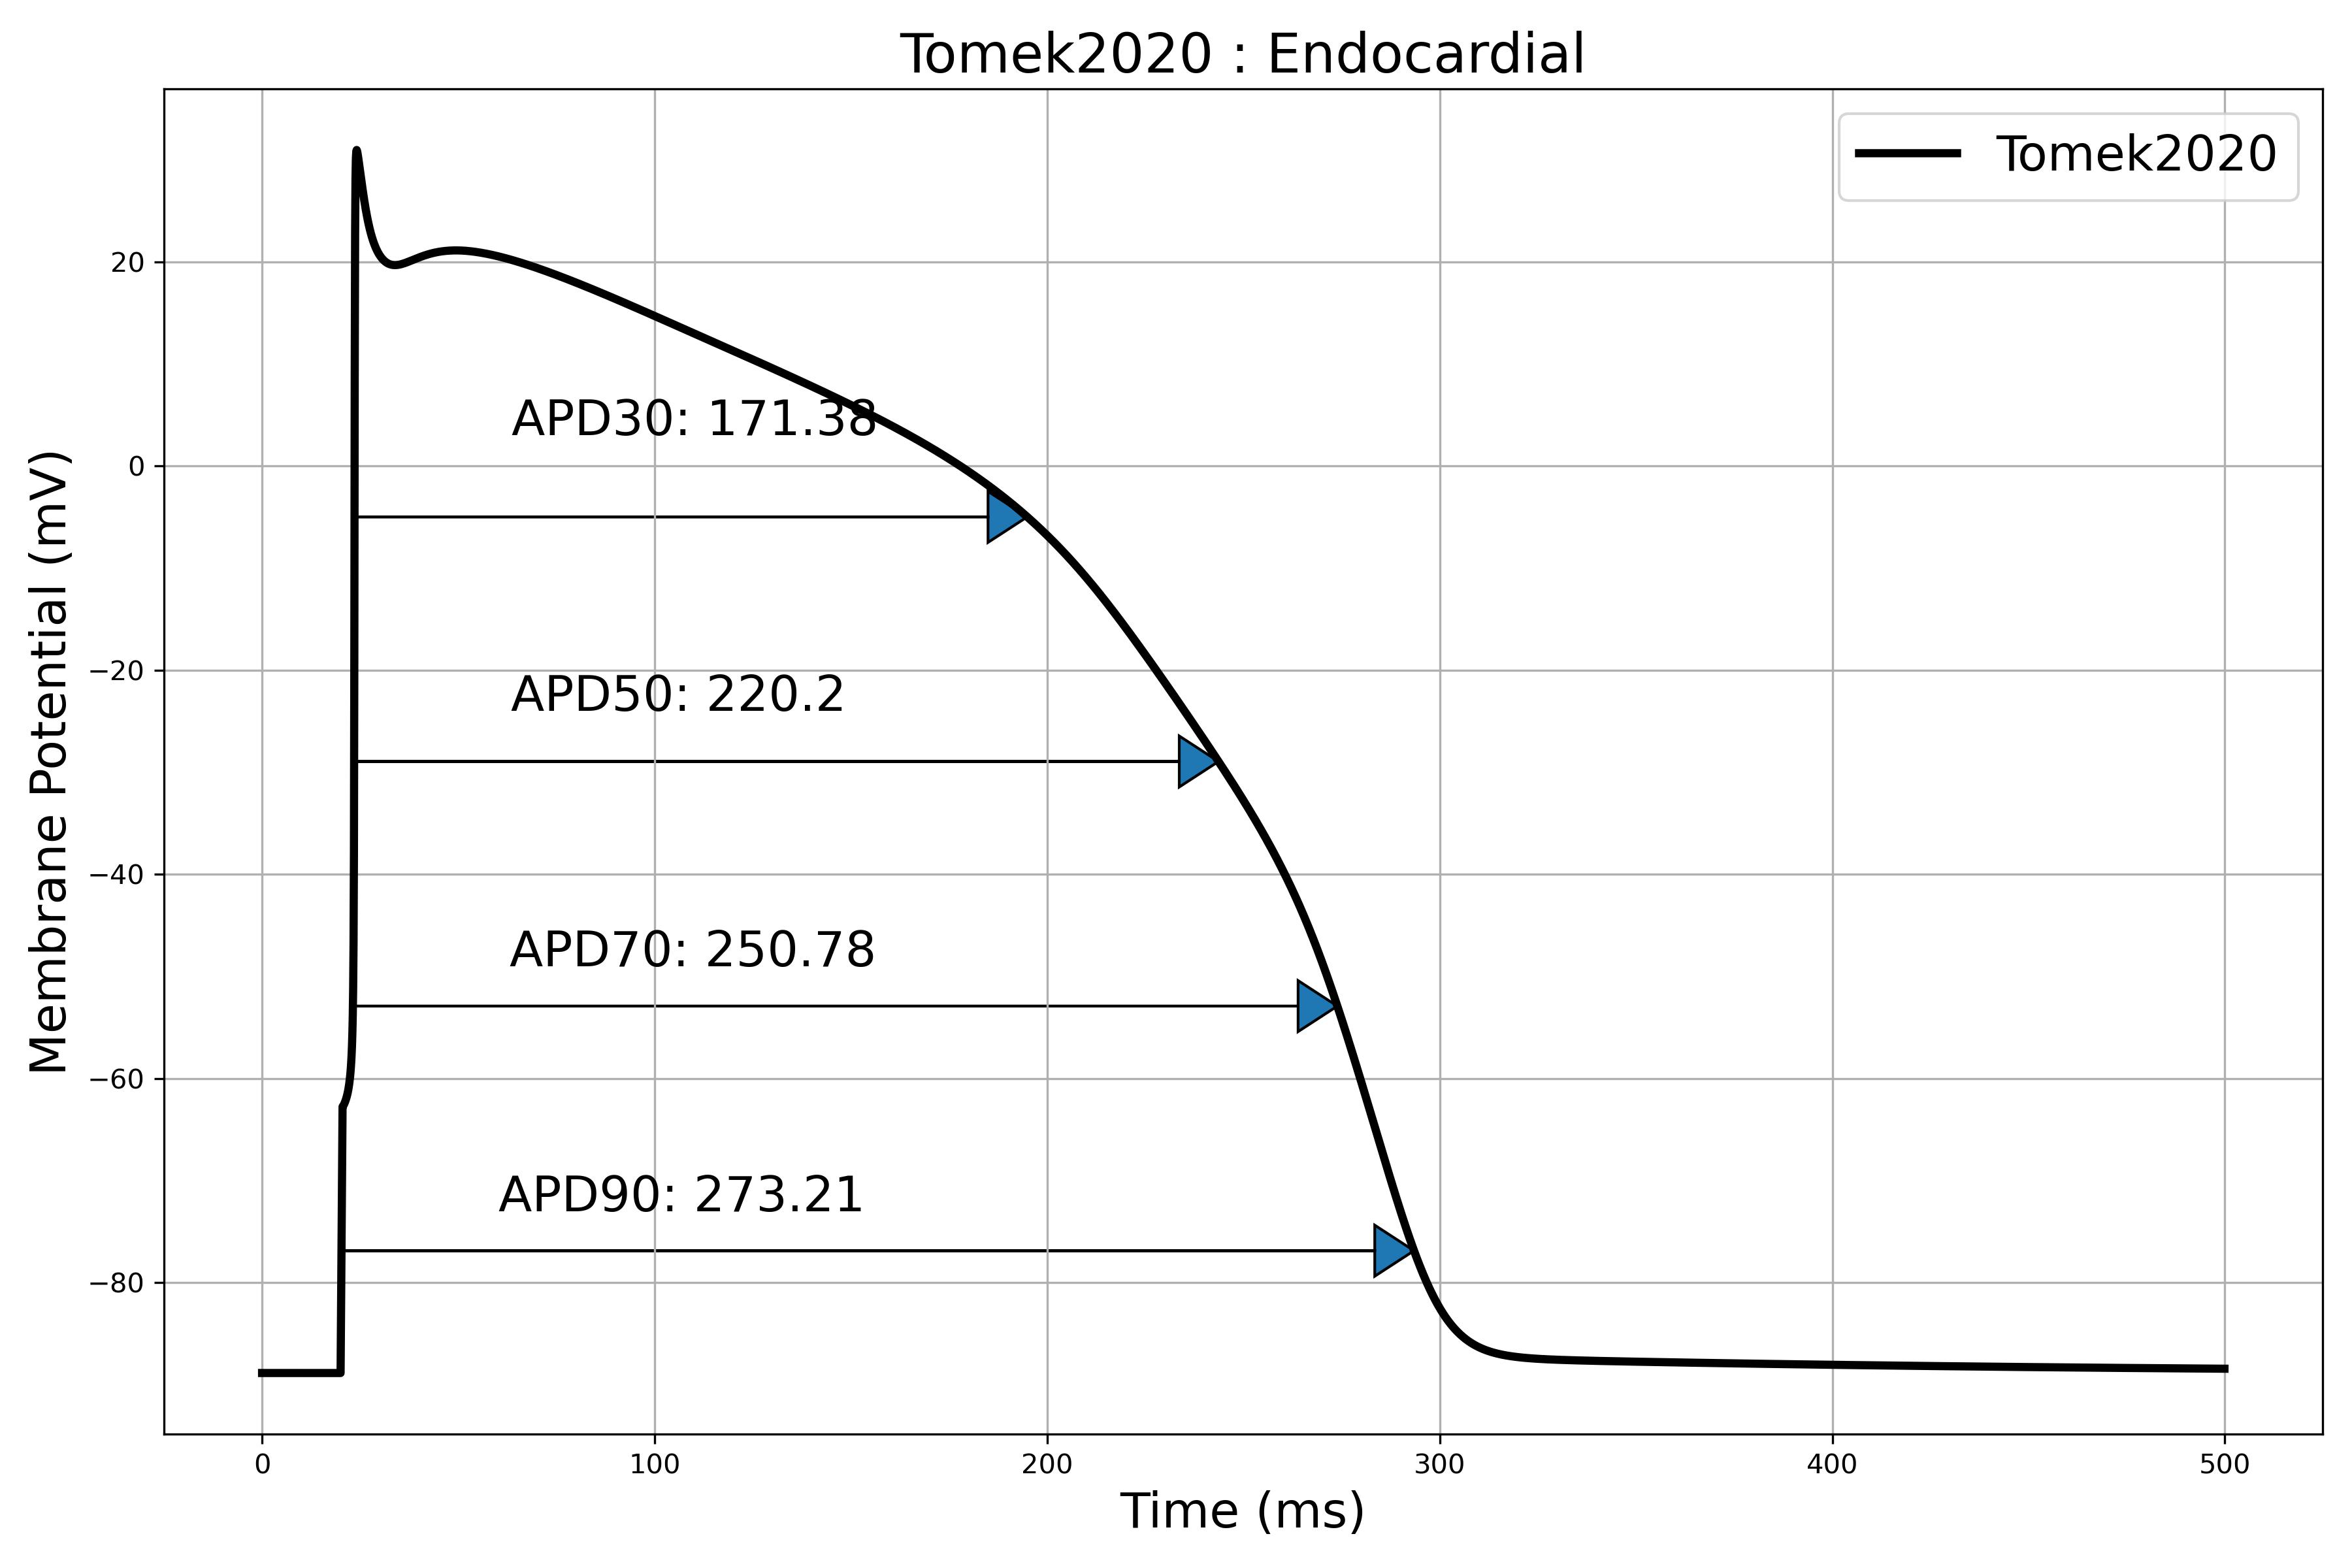 Tomek2020 : Endocardial
Tomek2020
Membrane Potential (mV)
20
0
−20
−40
−60
−80
APD30: 171.38
APD50: 220.2
APD70: 250.78
APD90: 273.21
0 100 200 300 400 500
Time (ms)